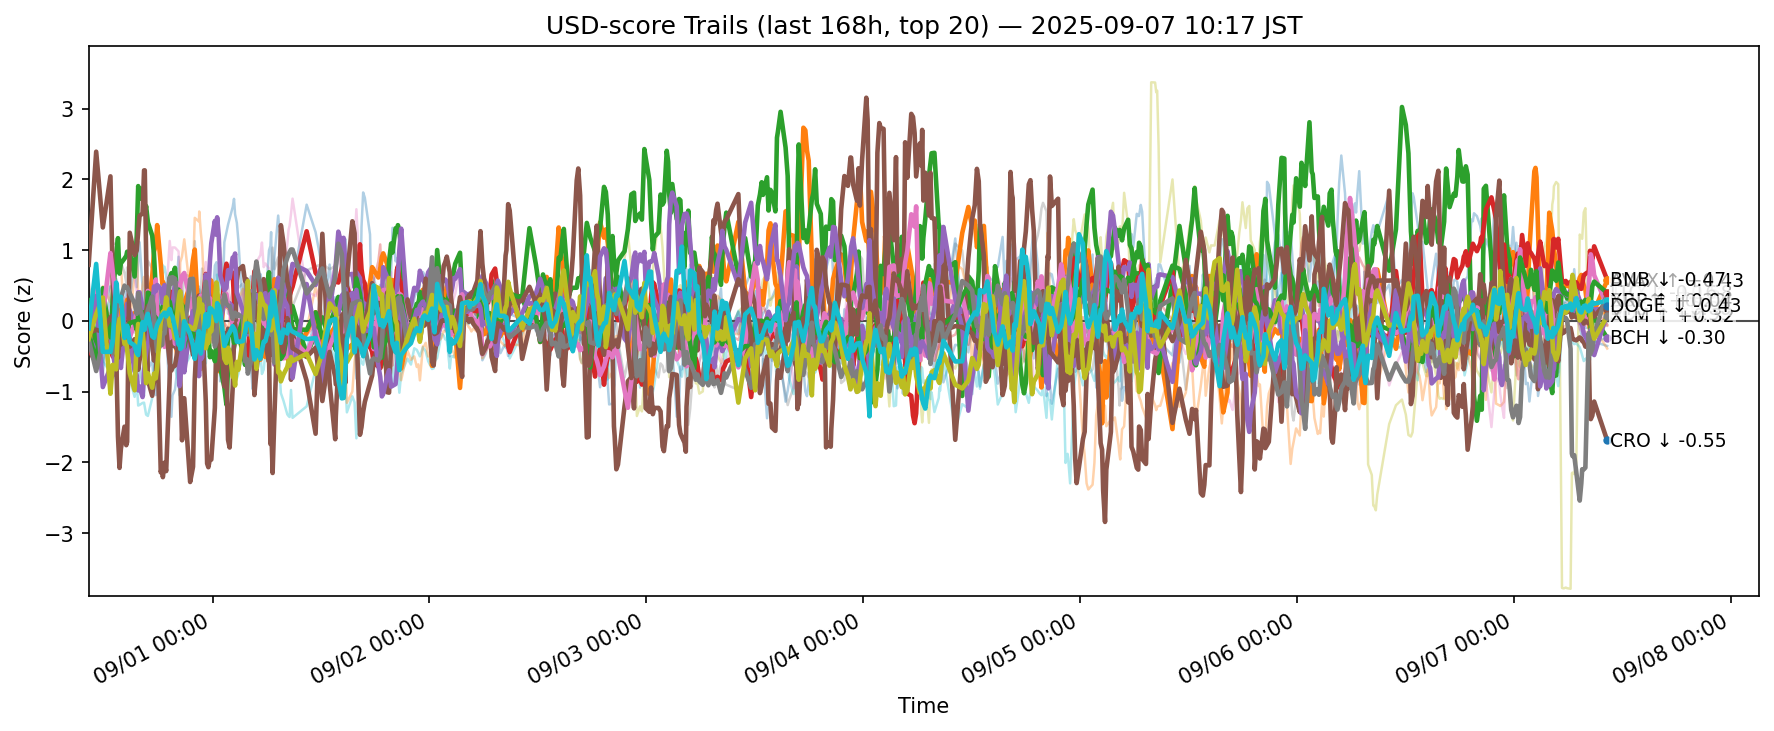 USD-score Trails (last 168h, top 20) — 2025-09-07 10:17 JST
Score (z)
3
2
1
0
−1
−2
−3
BNB ↓ -0.47
DOGE ↓ -0.43
XLM ↑ +0.32
BCH ↓ -0.30
CRO ↓ -0.55
09/01 00:00
09/02 00:00
09/03 00:00
09/04 00:00
09/05 00:00
09/06 00:00
09/07 00:00
09/08 00:00
Time